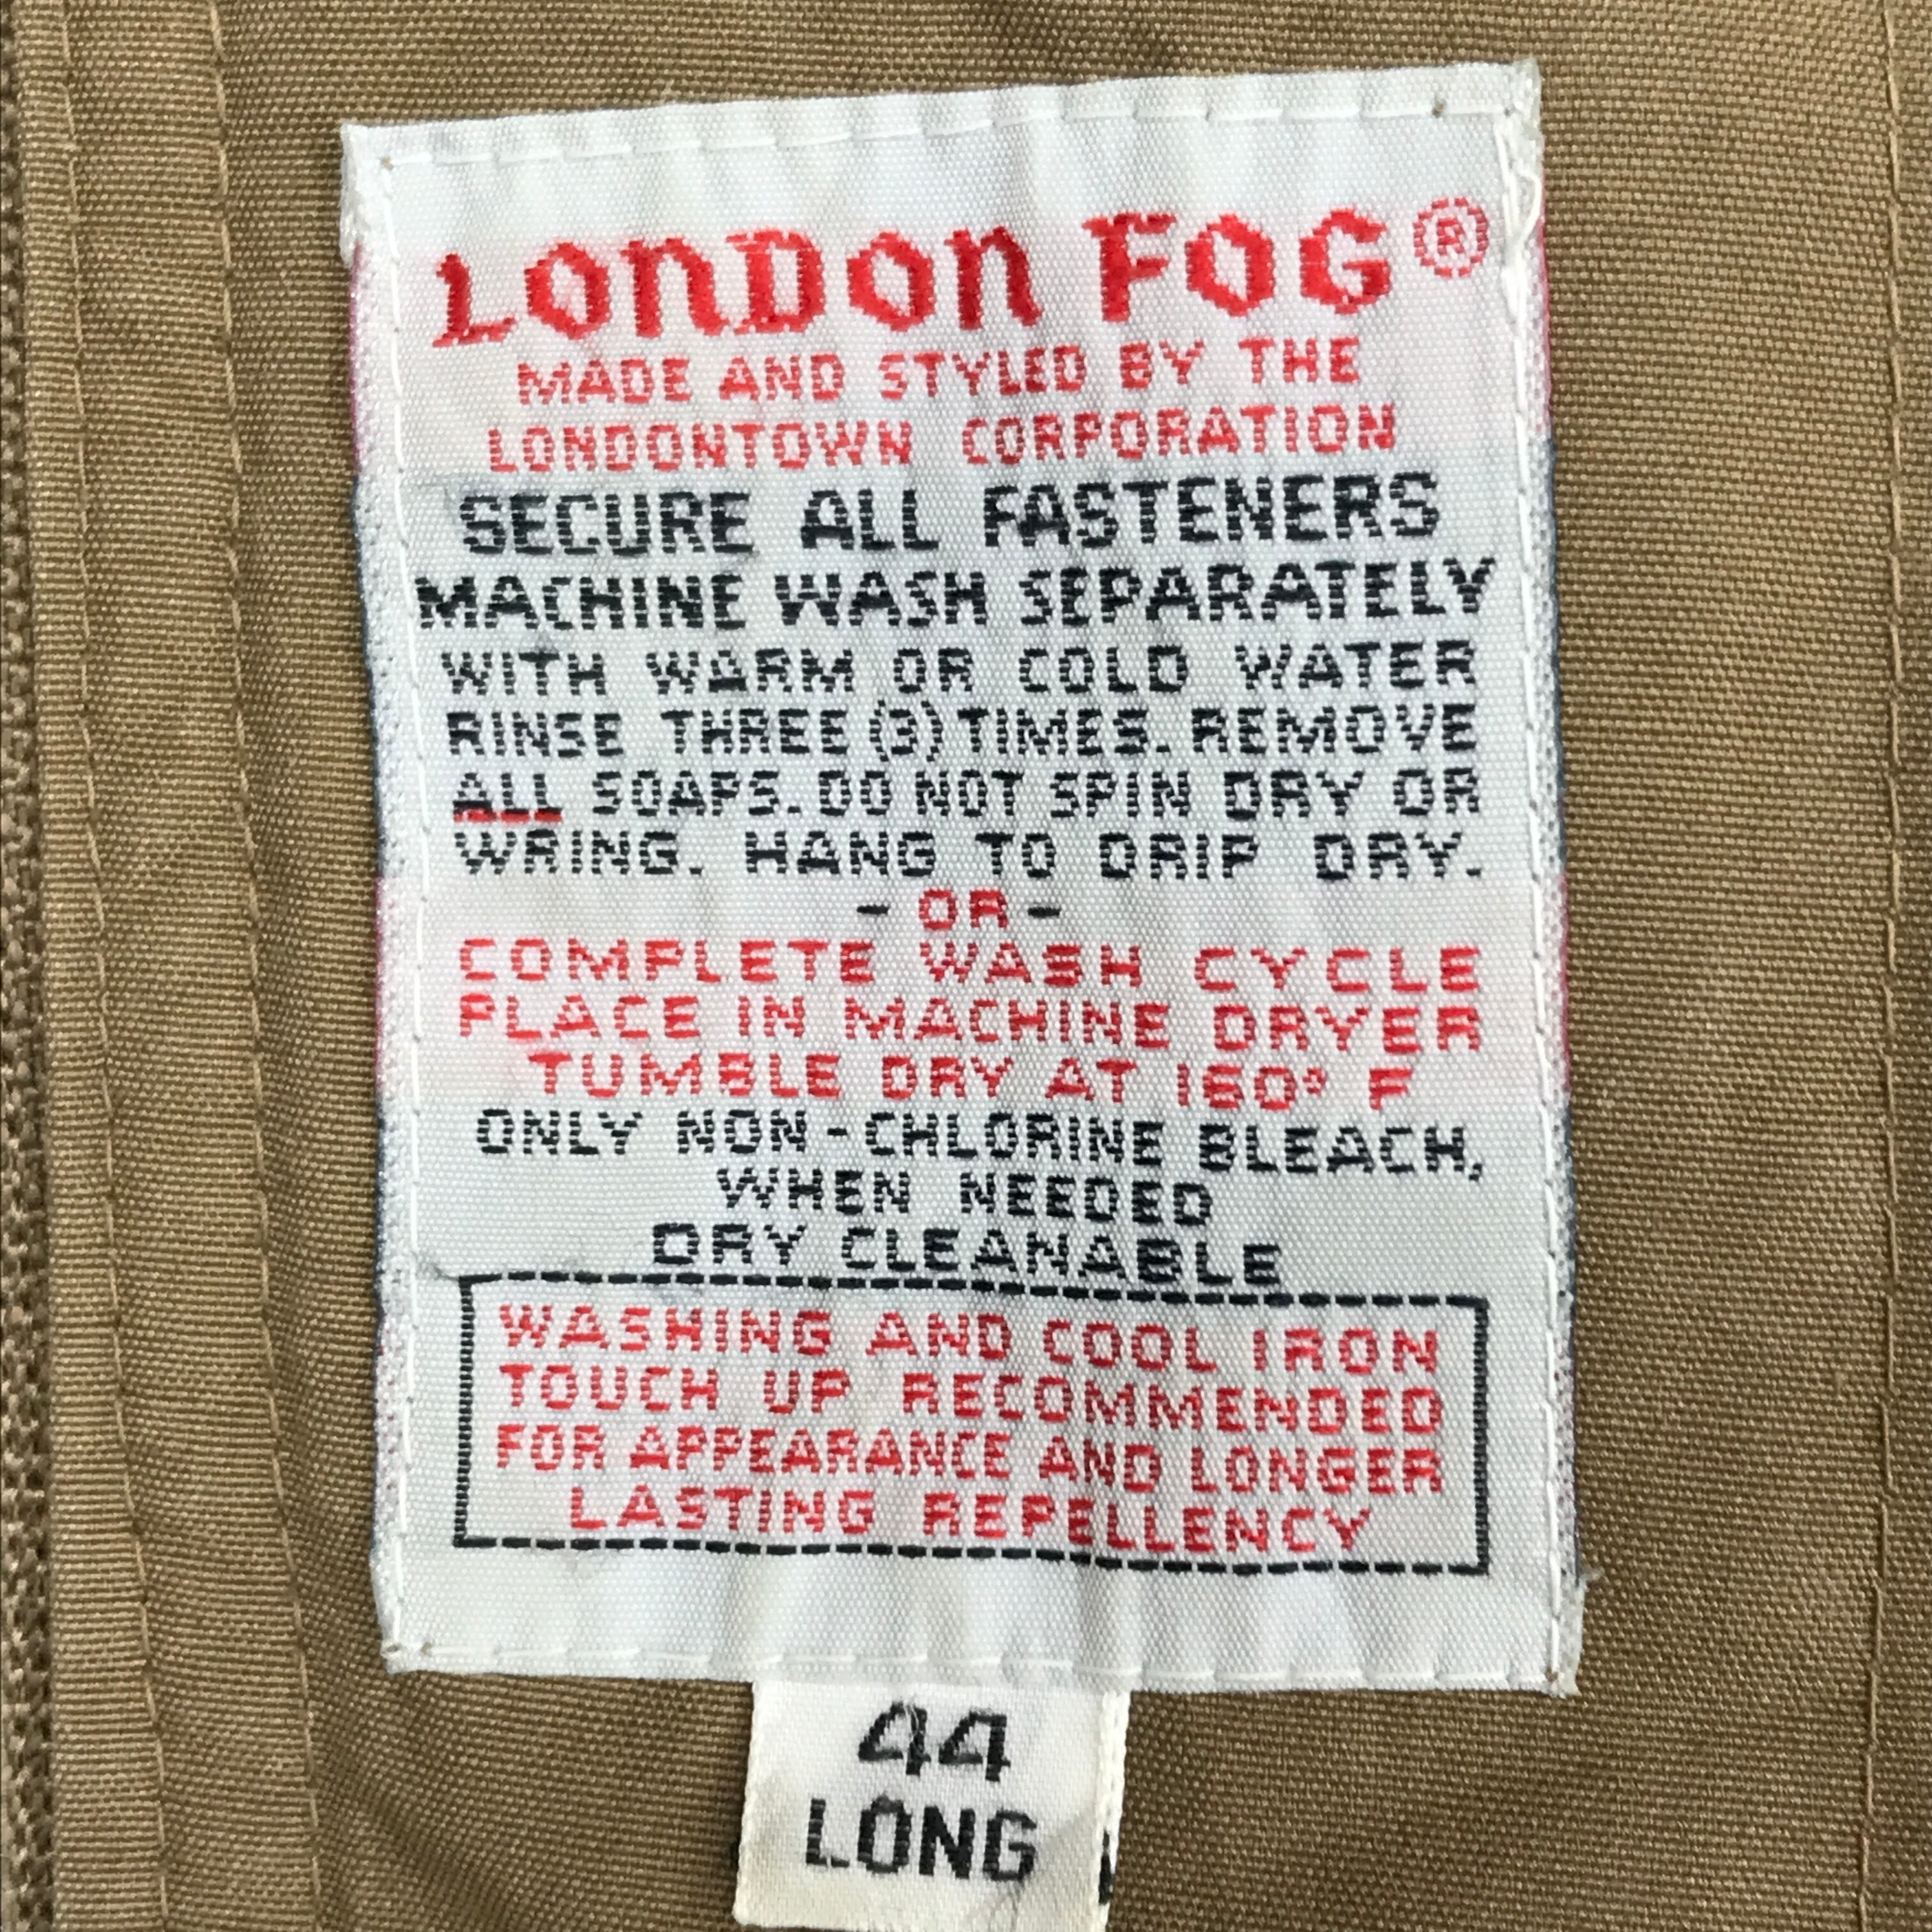 LONDON FOG®
MADE AND STYLED BY THE
LONDONTOWN CORPORATION
SECURE ALL FASTENERS
MACHINE WASH SEPARATELY
WITH WARM OR COLD WATER
RINSE THREE (3) TIMES. REMOVE
ALL SOAPS. DO NOT SPIN DRY OR
WRING. HANG TO DRIP DRY.
- OR -
COMPLETE WASH CYCLE
PLACE IN MACHINE DRYER
TUMBLE DRY AT 160° F
ONLY NON-CHLORINE BLEACH,
WHEN NEEDED
DRY CLEANABLE
WASHING AND COOL IRON
TOUCH UP RECOMMENDED
FOR APPEARANCE AND LONGER
LASTING REPELLENCY
44
LONG